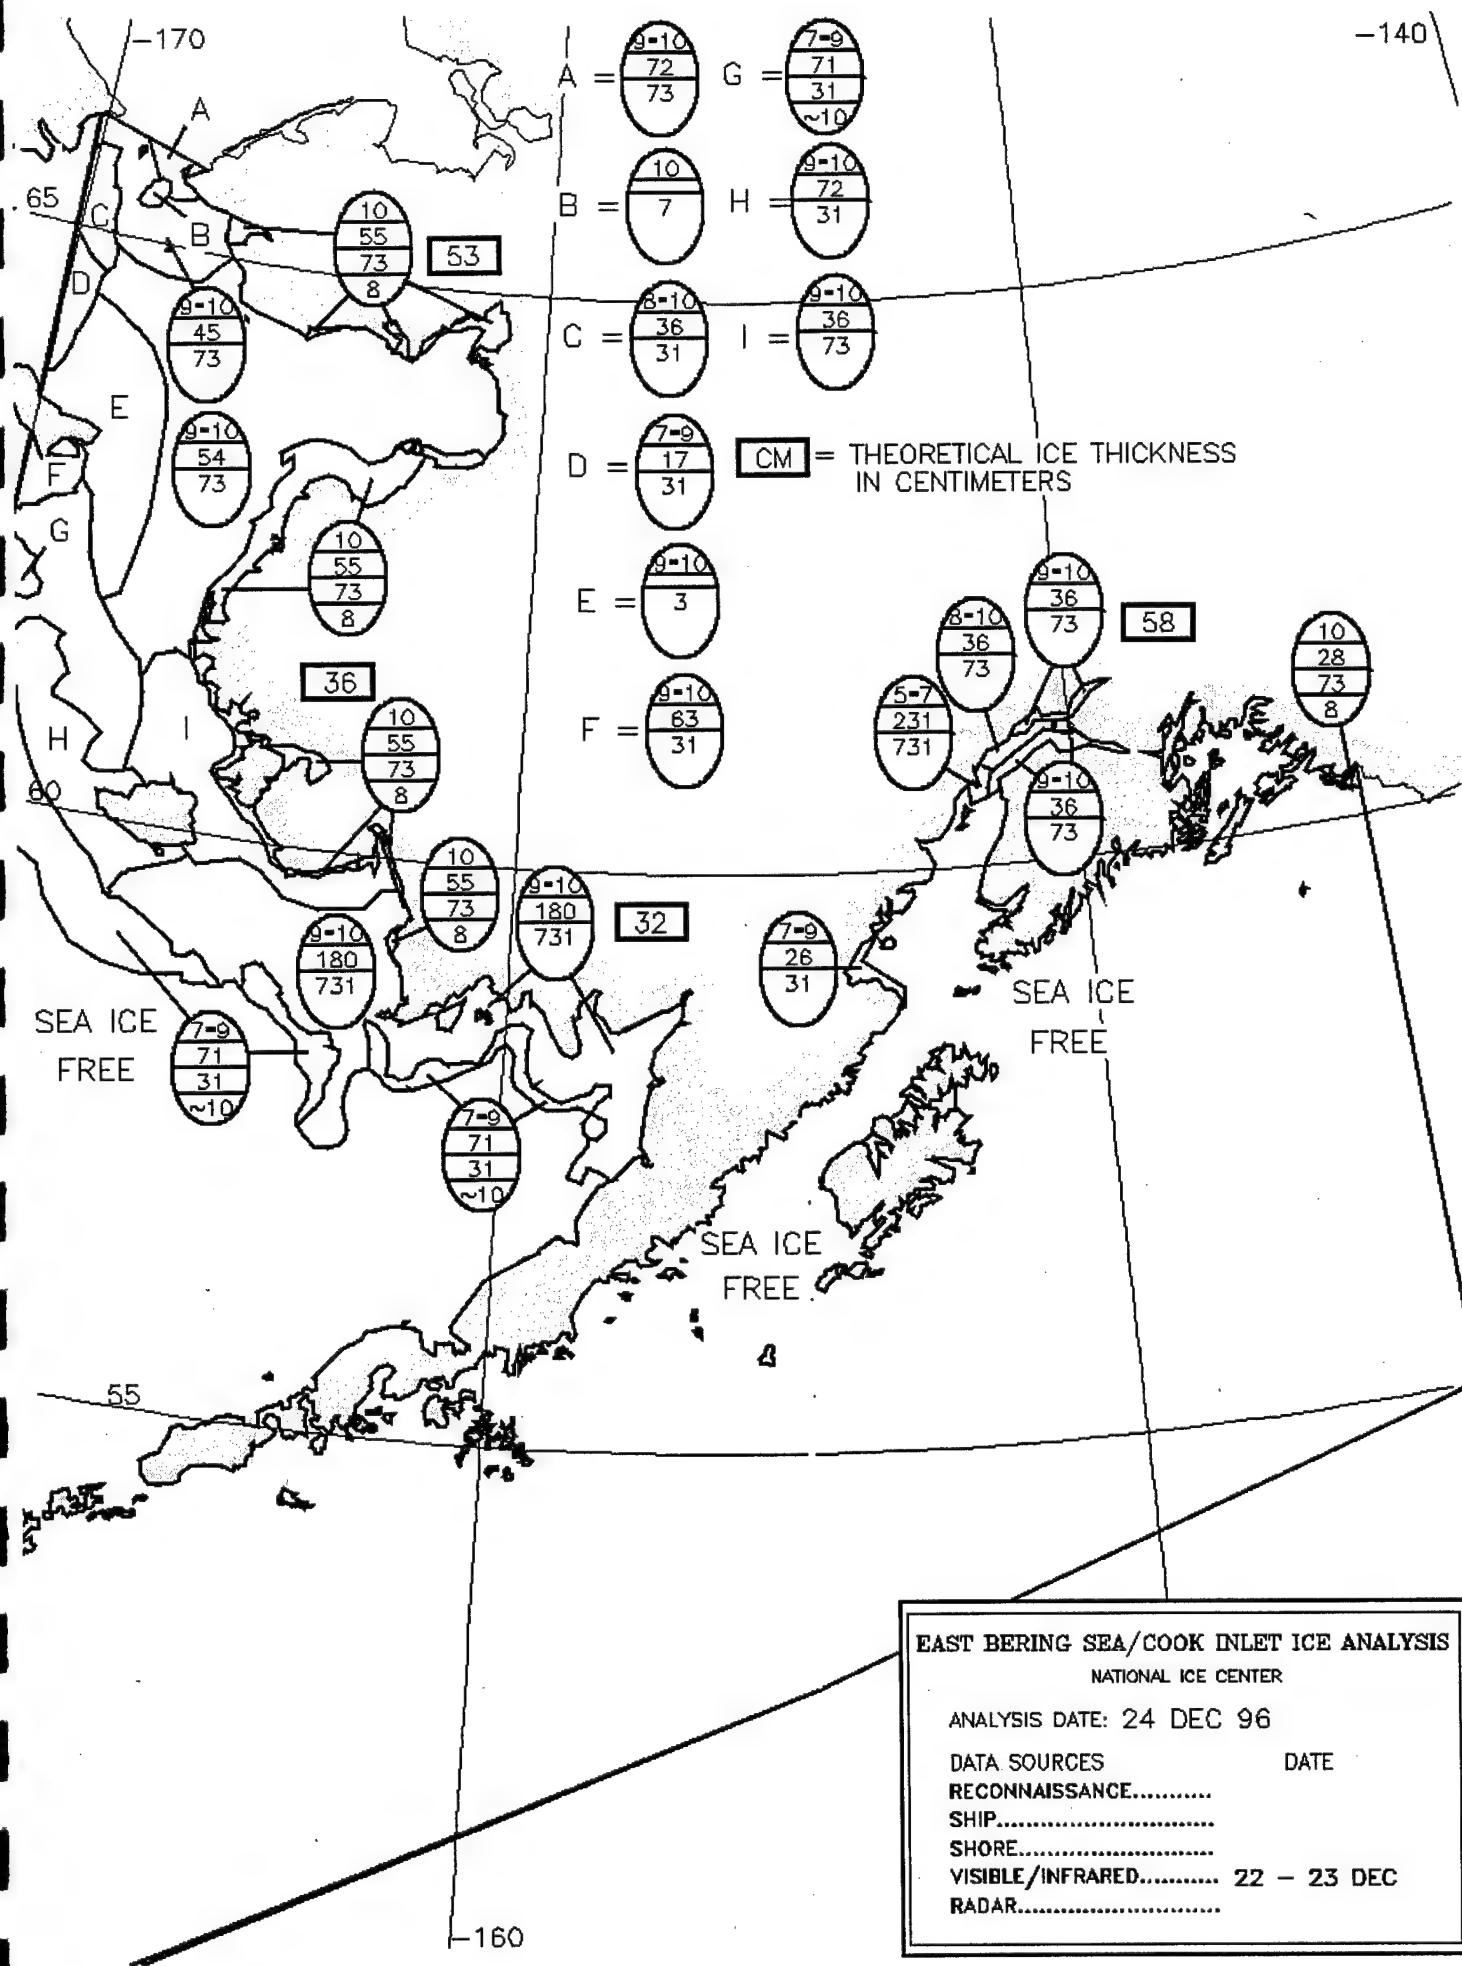 -170
-140
A =
9-10
72
73
G =
7-9
71
31
~10
A
65
C
B
D
10
55
73
8
53
B =
10
7
H =
9-10
72
31
9-10
45
73
C =
8-10
36
31
I =
9-10
36
73
E
9-10
54
73
D =
7-9
17
31
CM = THEORETICAL ICE THICKNESS
IN CENTIMETERS
F
G
10
55
73
8
E =
9-10
3
9-10
36
73
58
8-10
36
73
10
28
73
8
36
F =
9-10
63
31
5-7
231
731
H
I
10
55
73
8
60
9-10
36
73
10
55
73
8
9-10
180
731
32
9-10
180
731
7-9
26
31
SEA ICE
FREE
7-9
71
31
~10
SEA ICE
FREE
7-9
71
31
~10
SEA ICE
FREE
55
EAST BERING SEA/COOK INLET ICE ANALYSIS
NATIONAL ICE CENTER
ANALYSIS DATE: 24 DEC 96
DATA SOURCES DATE
RECONNAISSANCE...........
SHIP............................
SHORE.........................
VISIBLE/INFRARED........... 22 - 23 DEC
RADAR..........................
-160